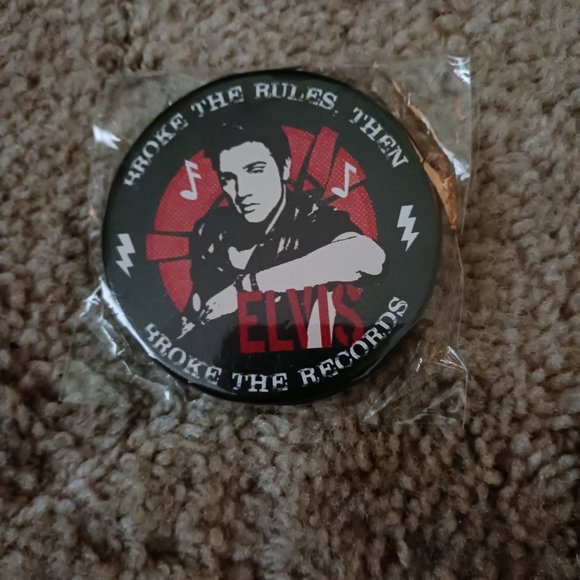 BROKE THE RULES, THEN
ELVIS
BROKE THE RECORDS